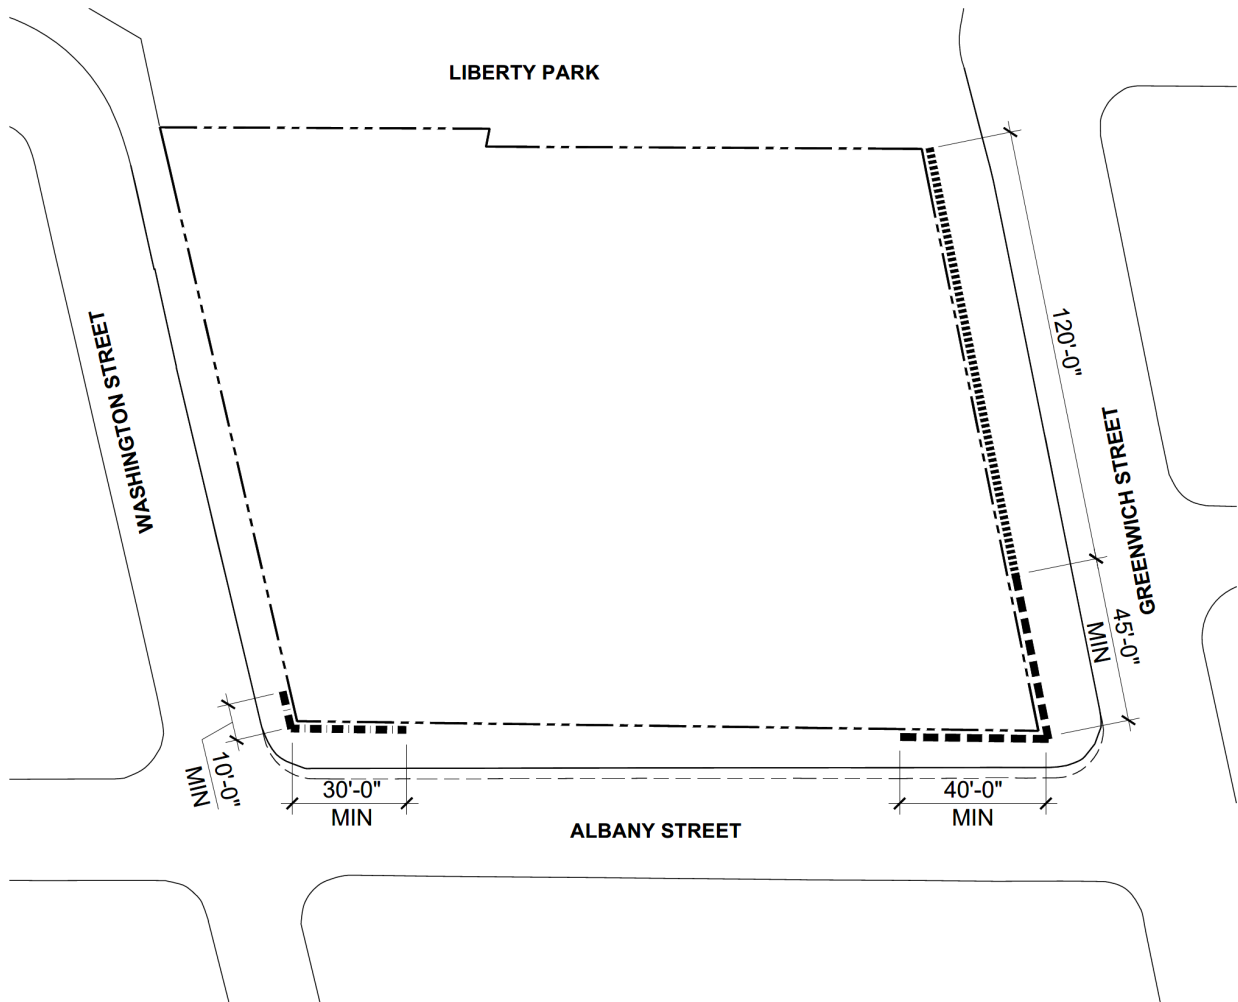 LIBERTY PARK
120'-0"
WASHINGTON STREET
GREENWICH STREET
45'-0"
MIN
10'-0"
MIN
30'-0"
MIN
40'-0"
MIN
ALBANY STREET